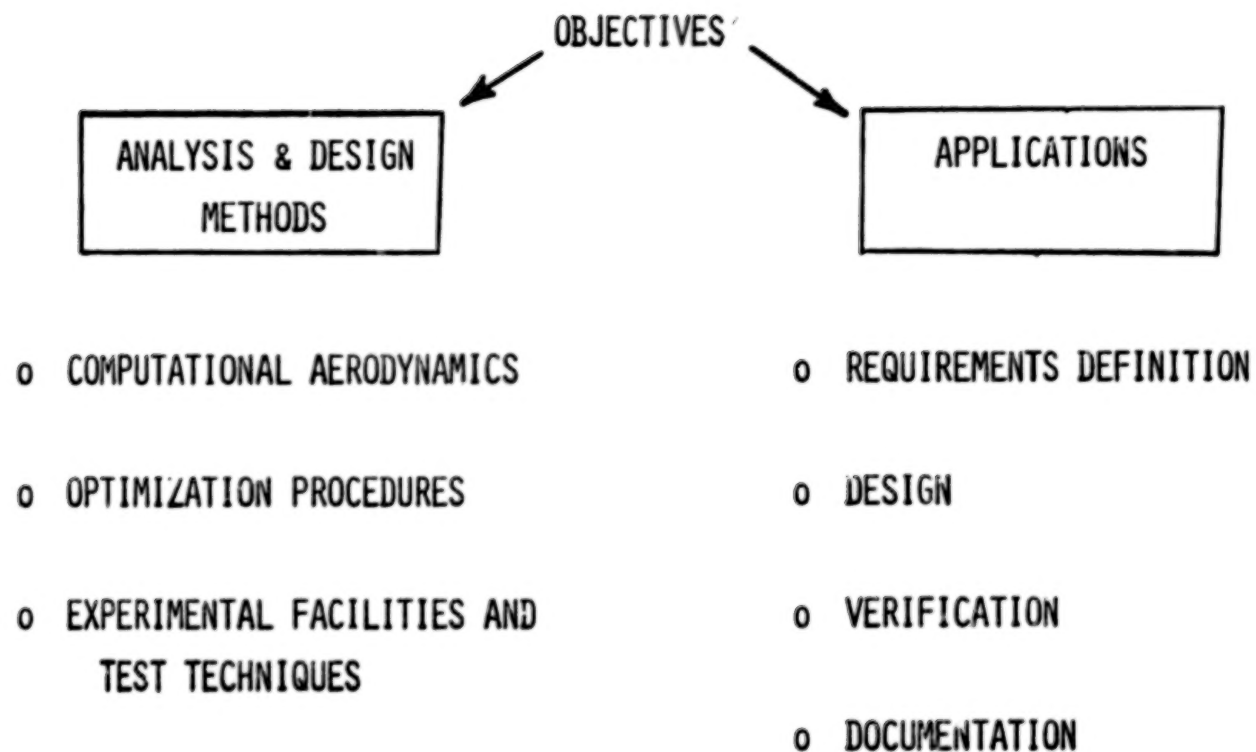 OBJECTIVES
ANALYSIS & DESIGN
METHODS
o COMPUTATIONAL AERODYNAMICS
o OPTIMIZATION PROCEDURES
o EXPERIMENTAL FACILITIES AND
TEST TECHNIQUES
APPLICATIONS
o REQUIREMENTS DEFINITION
o DESIGN
o VERIFICATION
o DOCUMENTATION